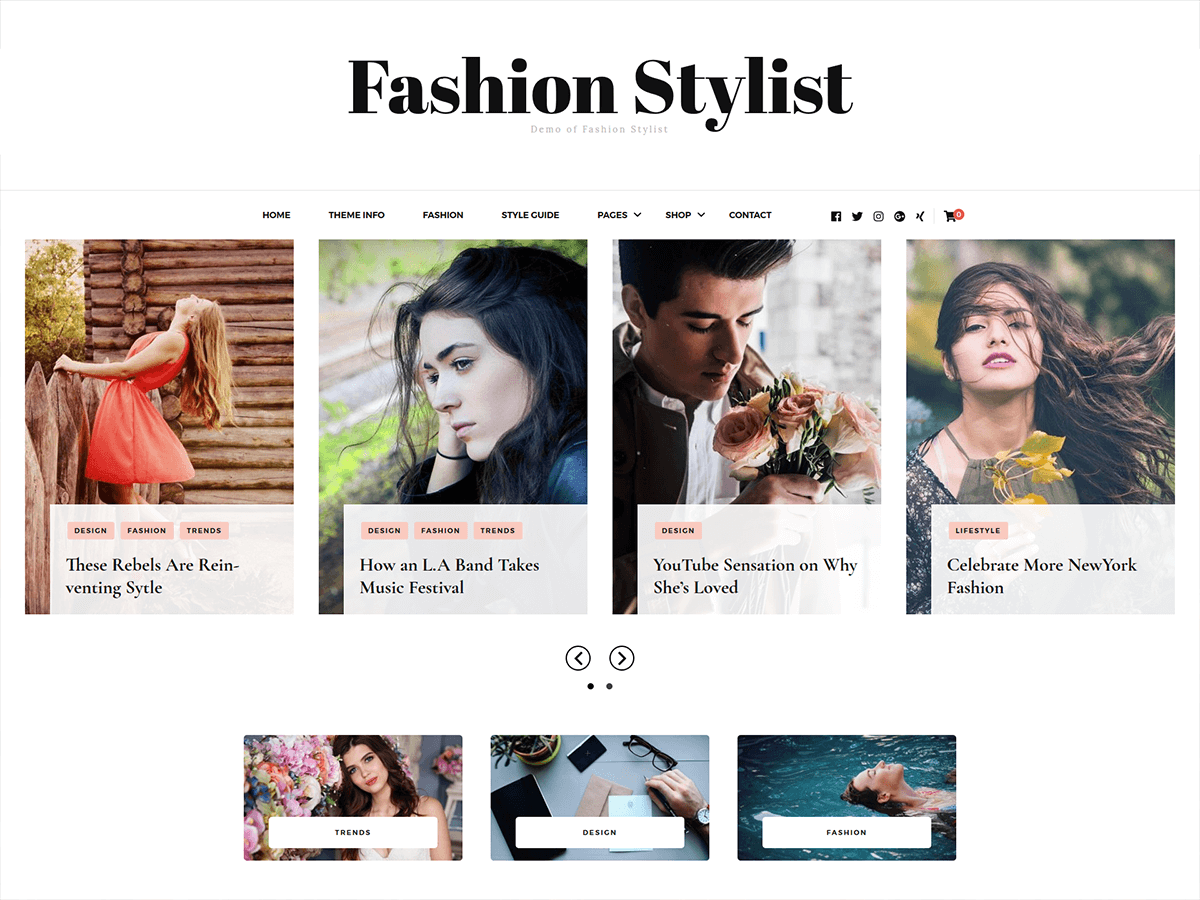 Fashion Stylist
Demo of Fashion Stylist
HOME THEME INFO FASHION STYLE GUIDE PAGES SHOP CONTACT 0
DESIGN FASHION TRENDS
These Rebels Are Rein-
venting Sytle
DESIGN FASHION TRENDS
How an L.A Band Takes
Music Festival
DESIGN
YouTube Sensation on Why
She's Loved
LIFESTYLE
Celebrate More NewYork
Fashion
TRENDS
DESIGN
FASHION